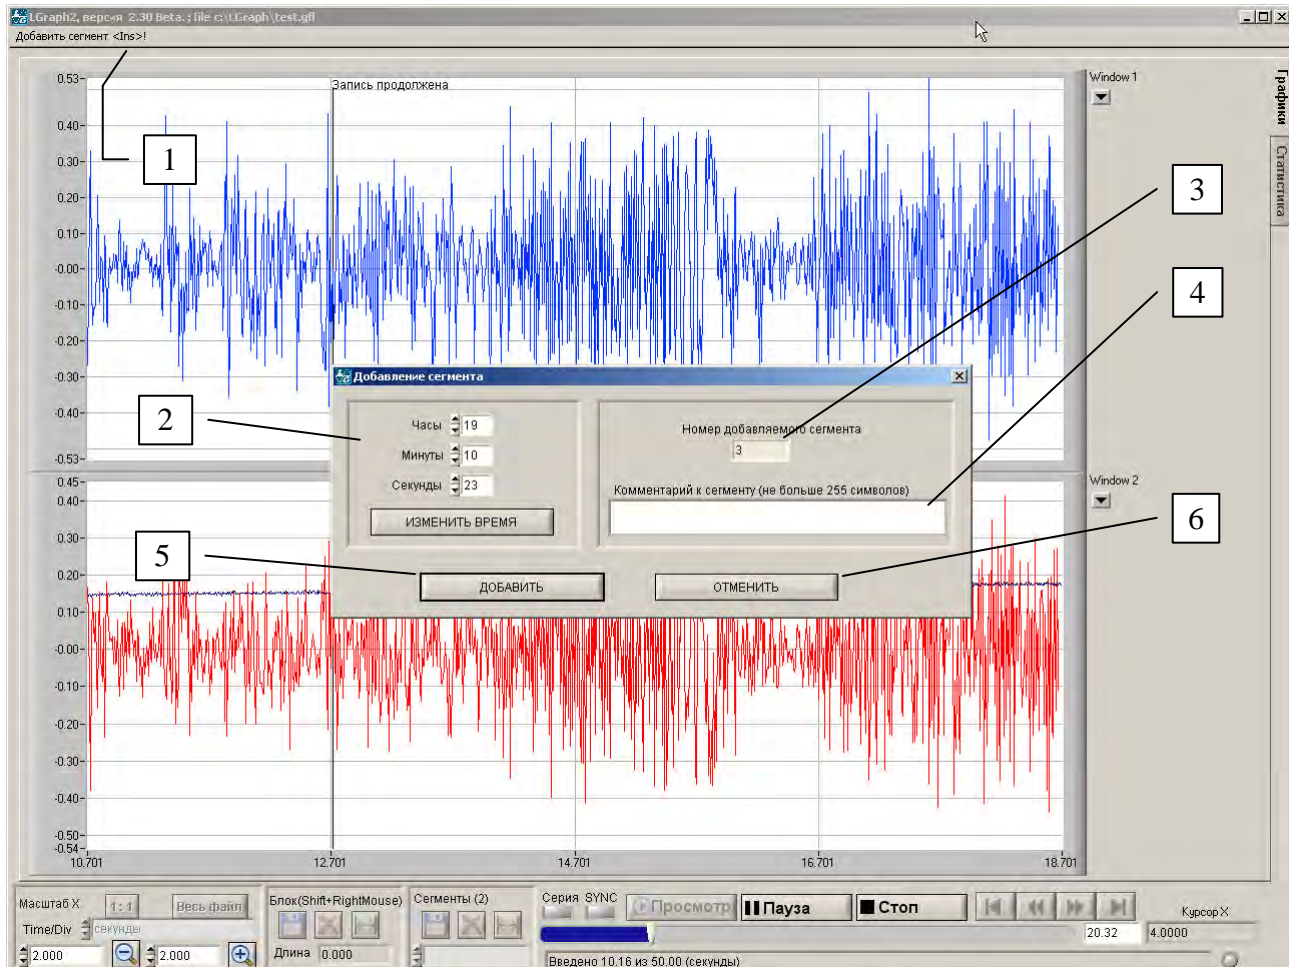 LGraph2, версия 2.30 Beta. ; file c:\LGraph\test.gfl
Добавить сегмент <Ins>!
Запись продолжена
0.53
0.40
0.30
0.20
0.10
-0.00
-0.10
-0.20
-0.30
-0.40
-0.53
Window 1
Графики
Статистика
1
2
3
4
5
6
Добавление сегмента
Часы 19
Минуты 10
Секунды 23
ИЗМЕНИТЬ ВРЕМЯ
Номер добавляемого сегмента
3
Комментарий к сегменту (не больше 255 символов)
ДОБАВИТЬ
ОТМЕНИТЬ
Window 2
0.45
0.40
0.30
0.20
0.10
-0.00
-0.10
-0.20
-0.30
-0.40
-0.50
-0.54
10.701 12.701 14.701 16.701 18.701
Масштаб X 1:1 Весь файл
Time/Div секунды
2.000 2.000
Блок(Shift+RightMouse)
Длина 0.000
Сегменты (2)
Серия SYNC Просмотр Пауза Стоп
Курсор X
20.32 4.0000
Введено 10,16 из 50,00 (секунды)